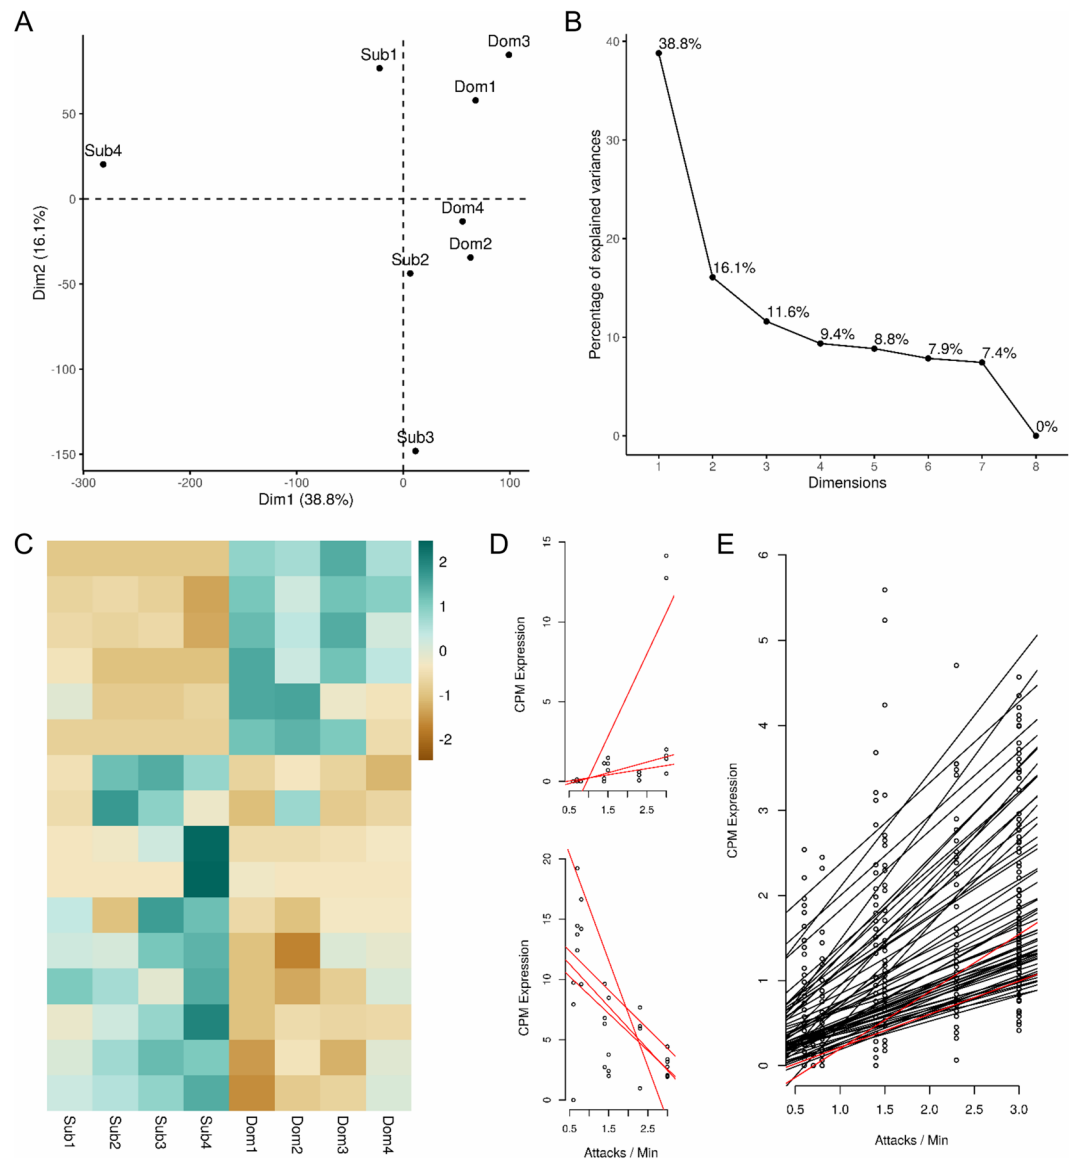 A
Dim2 (16.1%)
50
0
-50
-100
-150
Sub1
Dom3
Dom1
Sub4
Dom4
Dom2
Sub2
Sub3
-300
-200
-100
0
100
Dim1 (38.8%)
B
Percentage of explained variances
40
30
20
10
0
38.8%
16.1%
11.6%
9.4%
8.8%
7.9%
7.4%
0%
1
2
3
4
5
6
7
8
Dimensions
C
2
1
0
-1
-2
Sub1
Sub2
Sub3
Sub4
Dom1
Dom2
Dom3
Dom4
D
CPM Expression
15
10
5
0
0.5
1.5
2.5
CPM Expression
20
15
10
5
0
0.5
1.5
2.5
Attacks / Min
E
CPM Expression
6
5
4
3
2
1
0
0.5
1.0
1.5
2.0
2.5
3.0
Attacks / Min